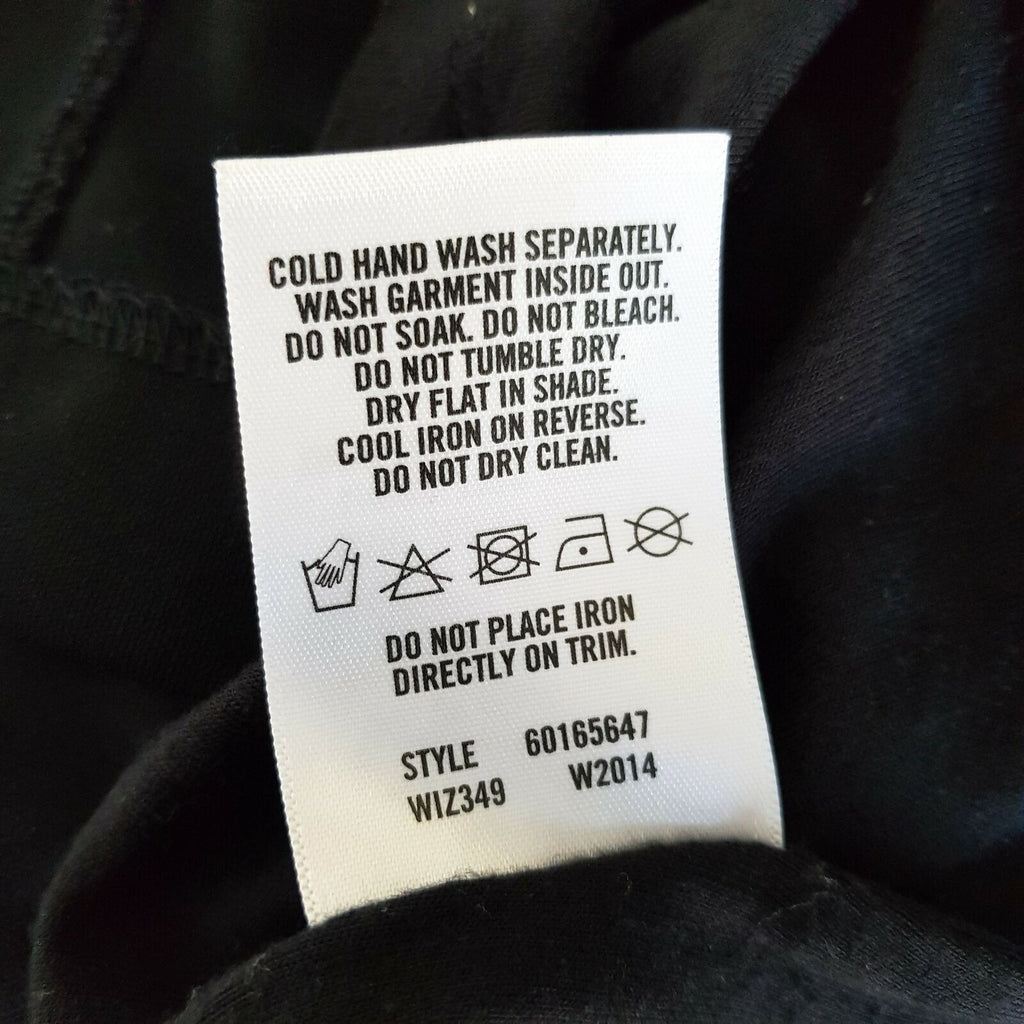 COLD HAND WASH SEPARATELY.
WASH GARMENT INSIDE OUT.
DO NOT SOAK. DO NOT BLEACH.
DO NOT TUMBLE DRY.
DRY FLAT IN SHADE.
COOL IRON ON REVERSE.
DO NOT DRY CLEAN.
DO NOT PLACE IRON
DIRECTLY ON TRIM.
STYLE 60165647
WIZ349 W2014